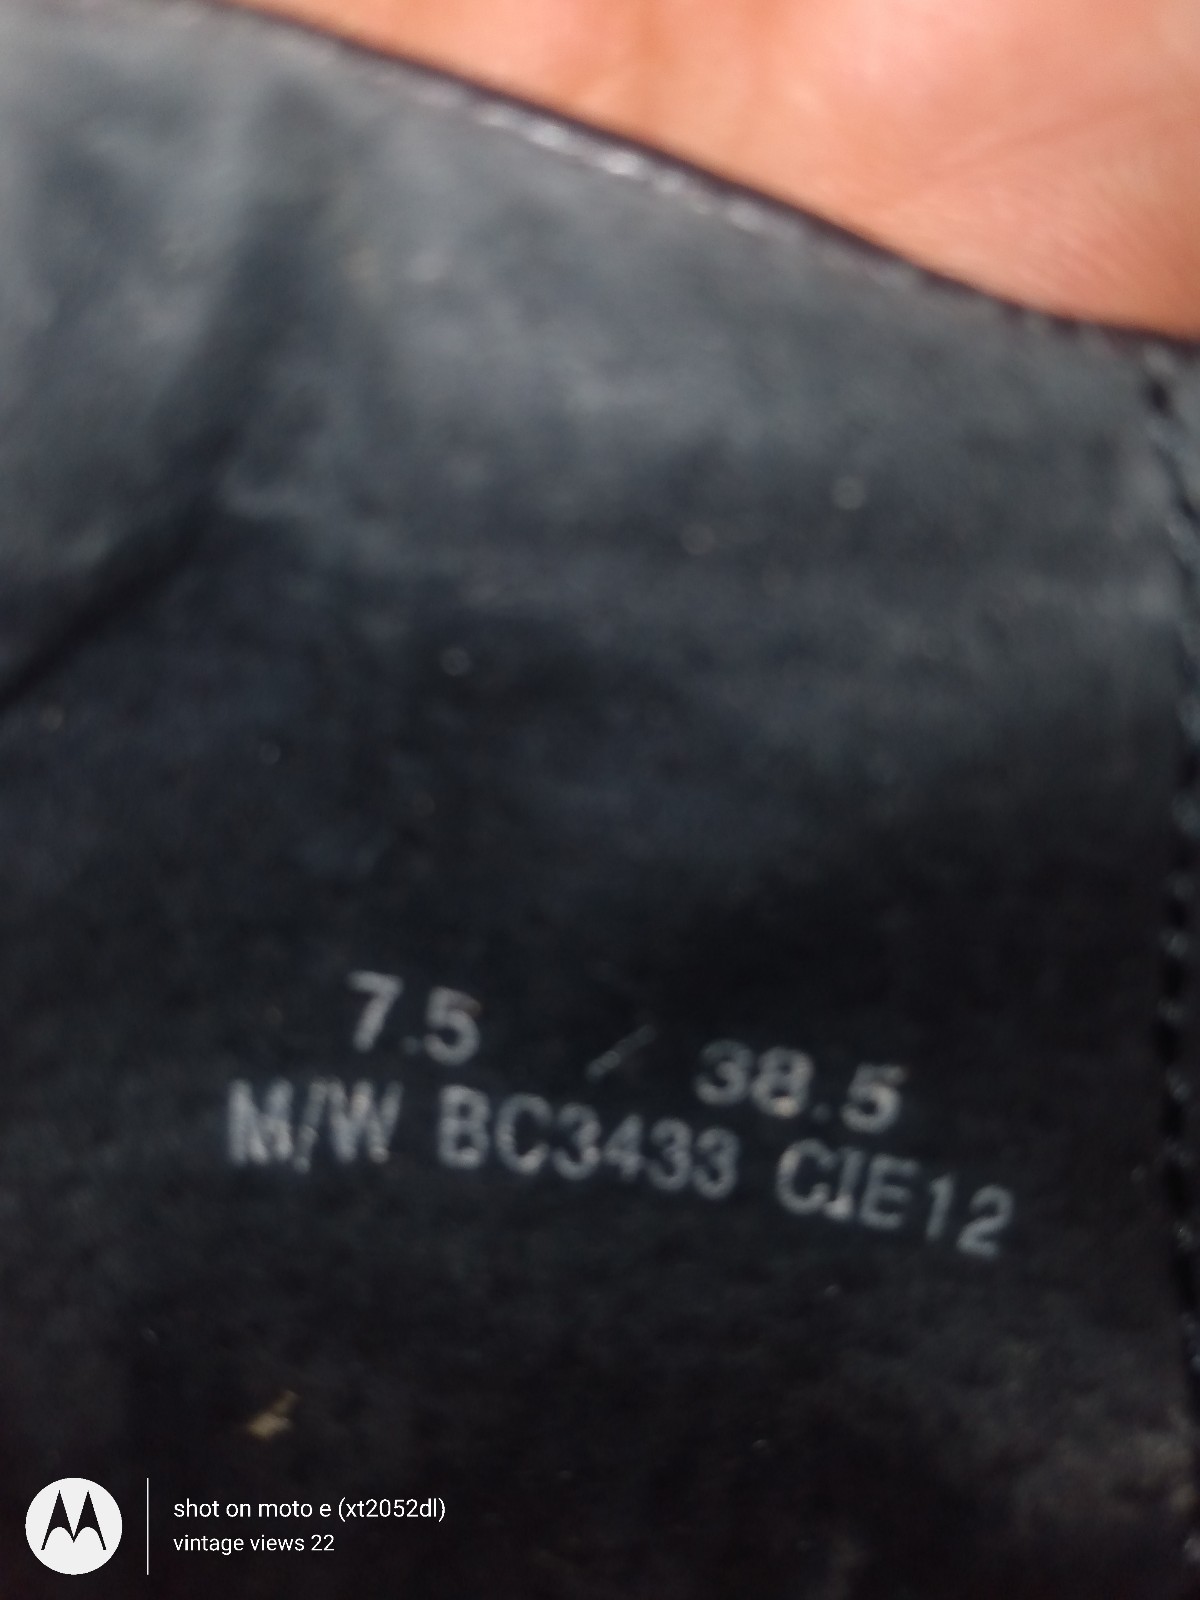 7.5 / 38.5
M/W BC3433 CIE12
shot on moto e (xt2052dl)
vintage views 22